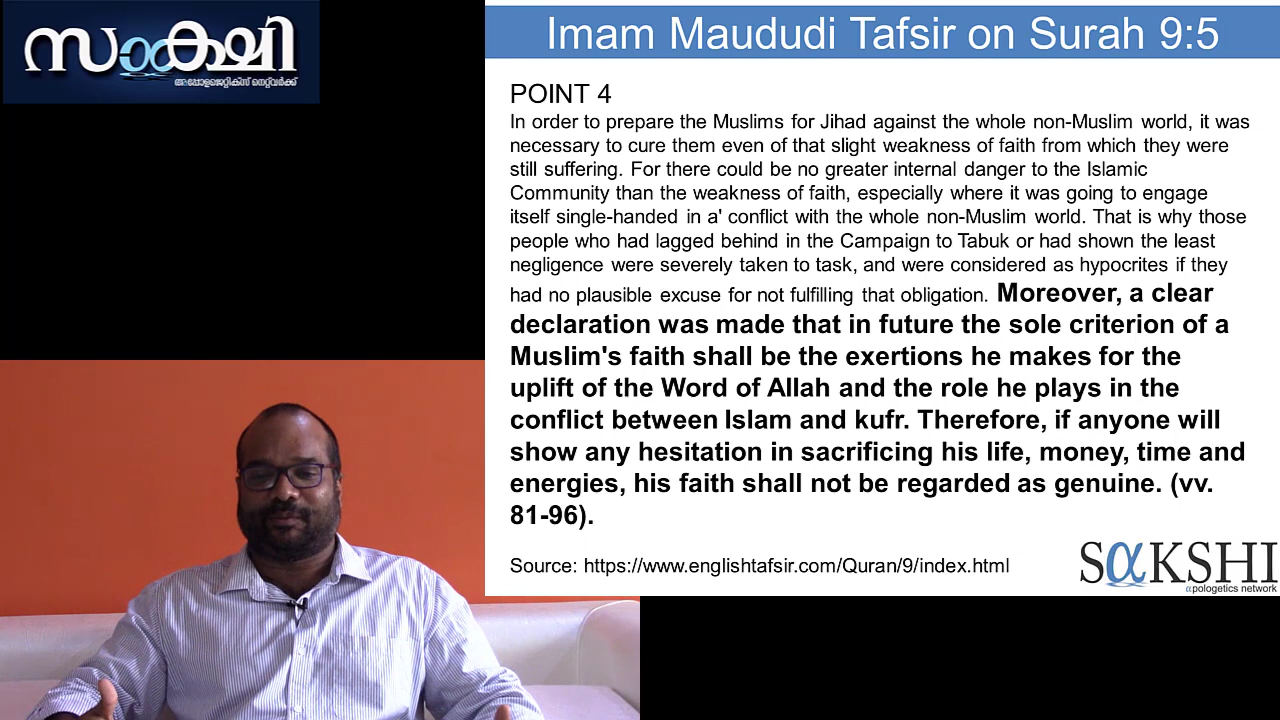 സാക്ഷി
അപ്പോളജെറ്റിക്സ് നെറ്റ്‌വർക്ക്
Imam Maududi Tafsir on Surah 9:5
POINT 4
In order to prepare the Muslims for Jihad against the whole non-Muslim world, it was
necessary to cure them even of that slight weakness of faith from which they were
still suffering. For there could be no greater internal danger to the Islamic
Community than the weakness of faith, especially where it was going to engage
itself single-handed in a' conflict with the whole non-Muslim world. That is why those
people who had lagged behind in the Campaign to Tabuk or had shown the least
negligence were severely taken to task, and were considered as hypocrites if they
had no plausible excuse for not fulfilling that obligation. Moreover, a clear
declaration was made that in future the sole criterion of a
Muslim's faith shall be the exertions he makes for the
uplift of the Word of Allah and the role he plays in the
conflict between Islam and kufr. Therefore, if anyone will
show any hesitation in sacrificing his life, money, time and
energies, his faith shall not be regarded as genuine. (vv.
81-96).
Source: https://www.englishtafsir.com/Quran/9/index.html
SαKSHI
αpologetics network